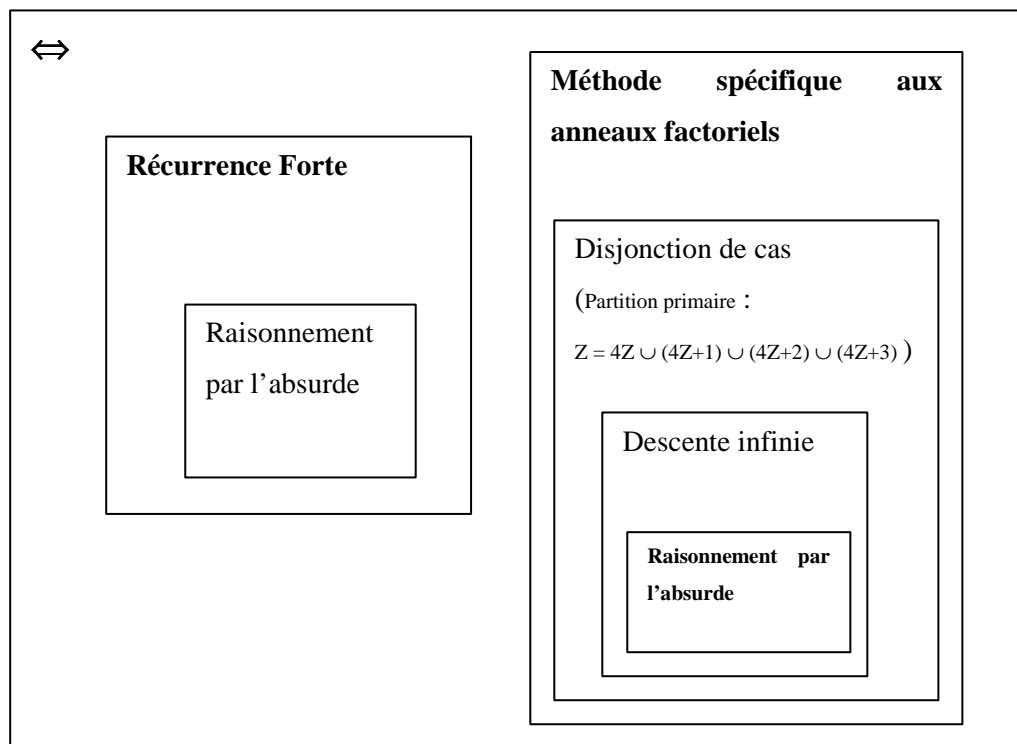 ⇔
Récurrence Forte
Raisonnement
par l’absurde
Méthode spécifique aux
anneaux factoriels
Disjonction de cas
(Partition primaire :
Z = 4Z ∪ (4Z+1) ∪ (4Z+2) ∪ (4Z+3) )
Descente infinie
Raisonnement par
l’absurde